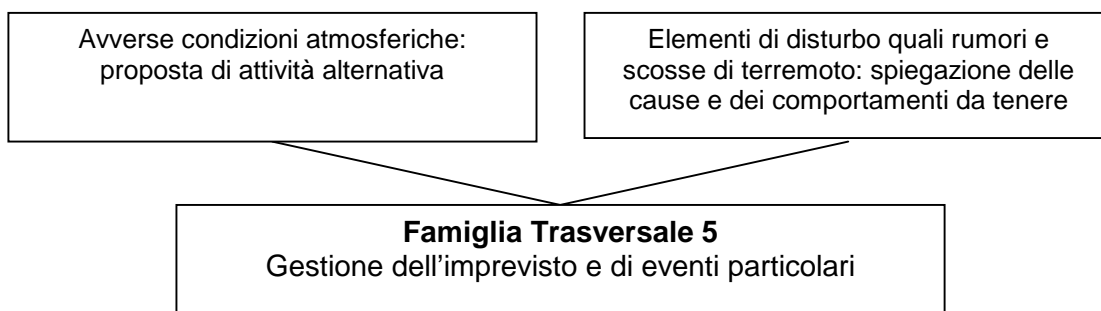 Avverse condizioni atmosferiche:
proposta di attività alternativa
Elementi di disturbo quali rumori e
scosse di terremoto: spiegazione delle
cause e dei comportamenti da tenere
Famiglia Trasversale 5
Gestione dell’imprevisto e di eventi particolari